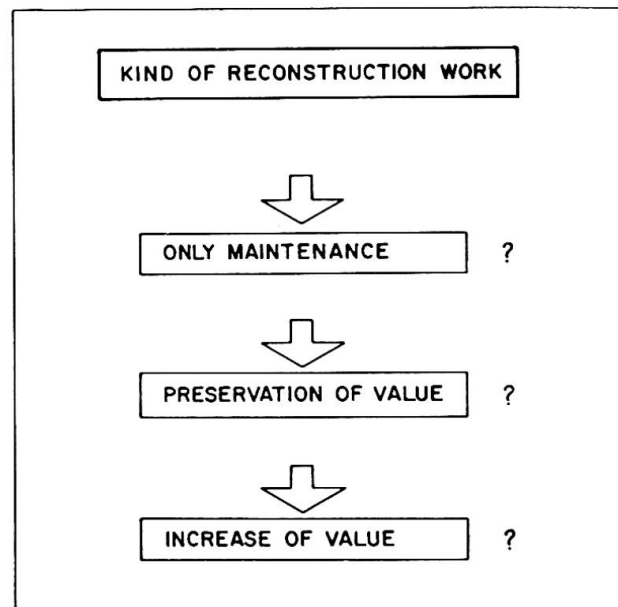 KIND OF RECONSTRUCTION WORK
ONLY MAINTENANCE ?
PRESERVATION OF VALUE ?
INCREASE OF VALUE ?